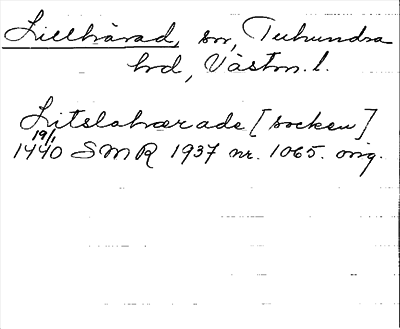 Lillhärad, sn, Tuhundra
hd, Västm. l.
Litslahærade [socken]
19/1
1440 SMR 1937 nr. 1065. orig.